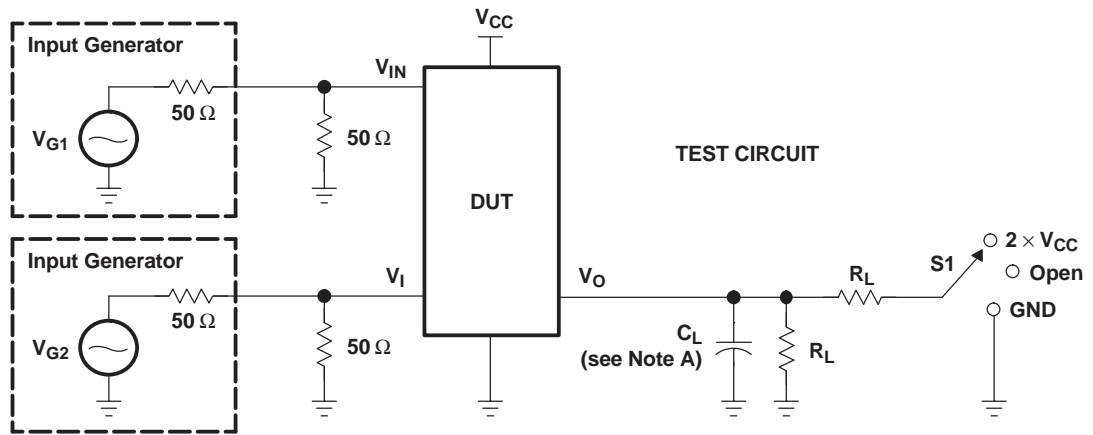 V_CC
Input Generator
V_IN
50 Ω
V_G1
50 Ω
TEST CIRCUIT
DUT
Input Generator
V_I
V_O
50 Ω
V_G2
50 Ω
R_L
S1
2 × V_CC
Open
GND
C_L
(see Note A)
R_L